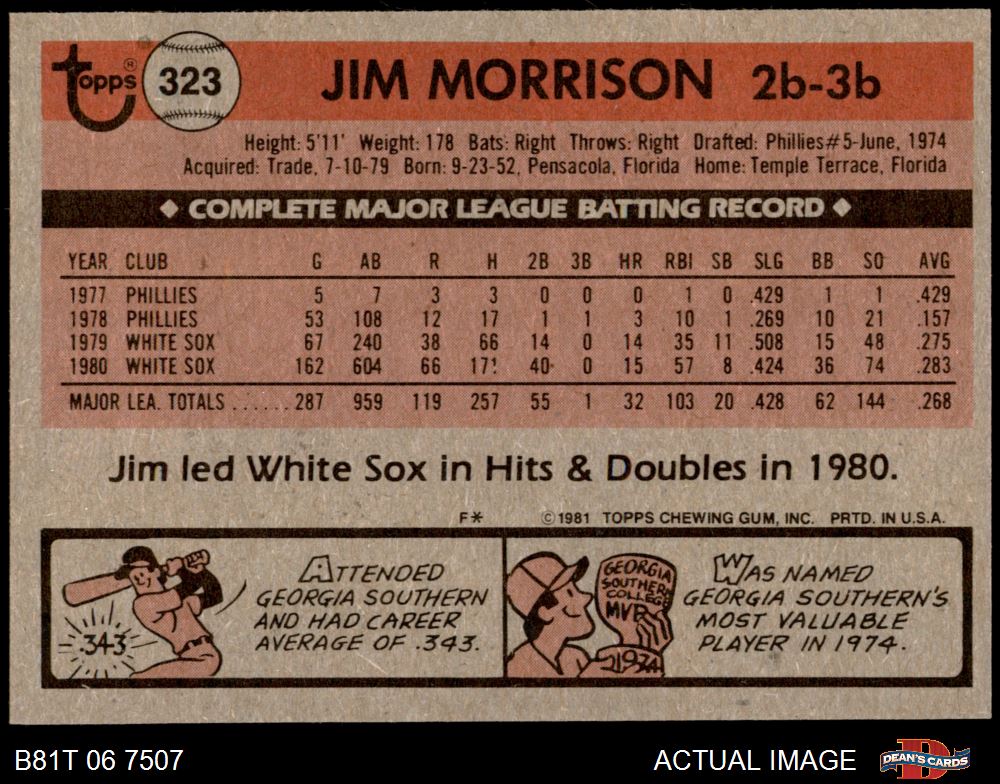 Topps ® 323 JIM MORRISON 2b-3b
Height: 5'11' Weight: 178 Bats: Right Throws: Right Drafted: Phillies#5-June, 1974
Acquired: Trade, 7-10-79 Born: 9-23-52, Pensacola, Florida Home: Temple Terrace, Florida
◆ COMPLETE MAJOR LEAGUE BATTING RECORD ◆
YEAR CLUB G AB R H 2B 3B HR RBI SB SLG BB SO AVG
1977 PHILLIES 5 7 3 3 0 0 0 1 0 .429 1 1 .429
1978 PHILLIES 53 108 12 17 1 1 3 10 1 .269 10 21 .157
1979 WHITE SOX 67 240 38 66 14 0 14 35 11 .508 15 48 .275
1980 WHITE SOX 162 604 66 171 40 0 15 57 8 .424 36 74 .283
MAJOR LEA. TOTALS ...... 287 959 119 257 55 1 32 103 20 .428 62 144 .268
Jim led White Sox in Hits & Doubles in 1980.
F* © 1981 TOPPS CHEWING GUM, INC. PRTD. IN U.S.A.
.343
ATTENDED
GEORGIA SOUTHERN
AND HAD CAREER
AVERAGE OF .343.
GEORGIA
SOUTHERN
COLLEGE
MVP
1974
WAS NAMED
GEORGIA SOUTHERN'S
MOST VALUABLE
PLAYER IN 1974.
B81T 06 7507 ACTUAL IMAGE D DEAN'S CARDS